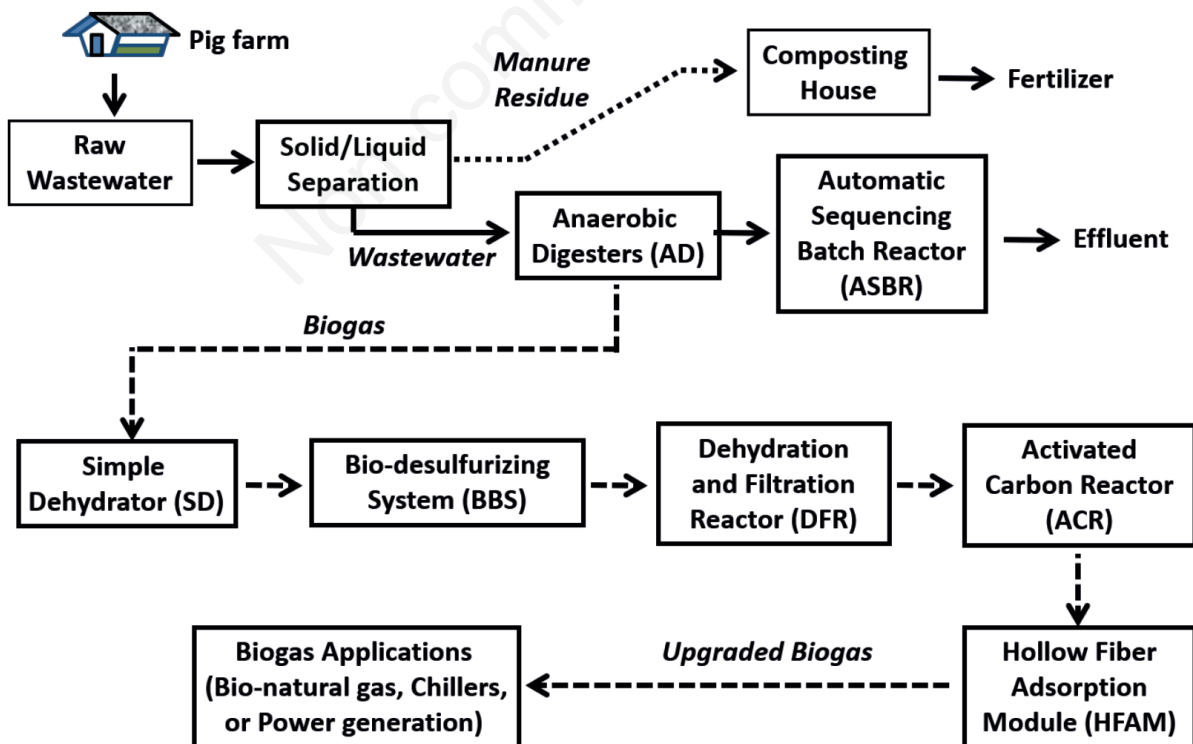 Pig farm
Raw
Wastewater
Solid/Liquid
Separation
Manure
Residue
Composting
House
Fertilizer
Wastewater
Anaerobic
Digesters (AD)
Automatic
Sequencing
Batch Reactor
(ASBR)
Effluent
Biogas
Simple
Dehydrator (SD)
Bio-desulfurizing
System (BBS)
Dehydration
and Filtration
Reactor (DFR)
Activated
Carbon Reactor
(ACR)
Hollow Fiber
Adsorption
Module (HFAM)
Upgraded Biogas
Biogas Applications
(Bio-natural gas, Chillers,
or Power generation)
Non comm